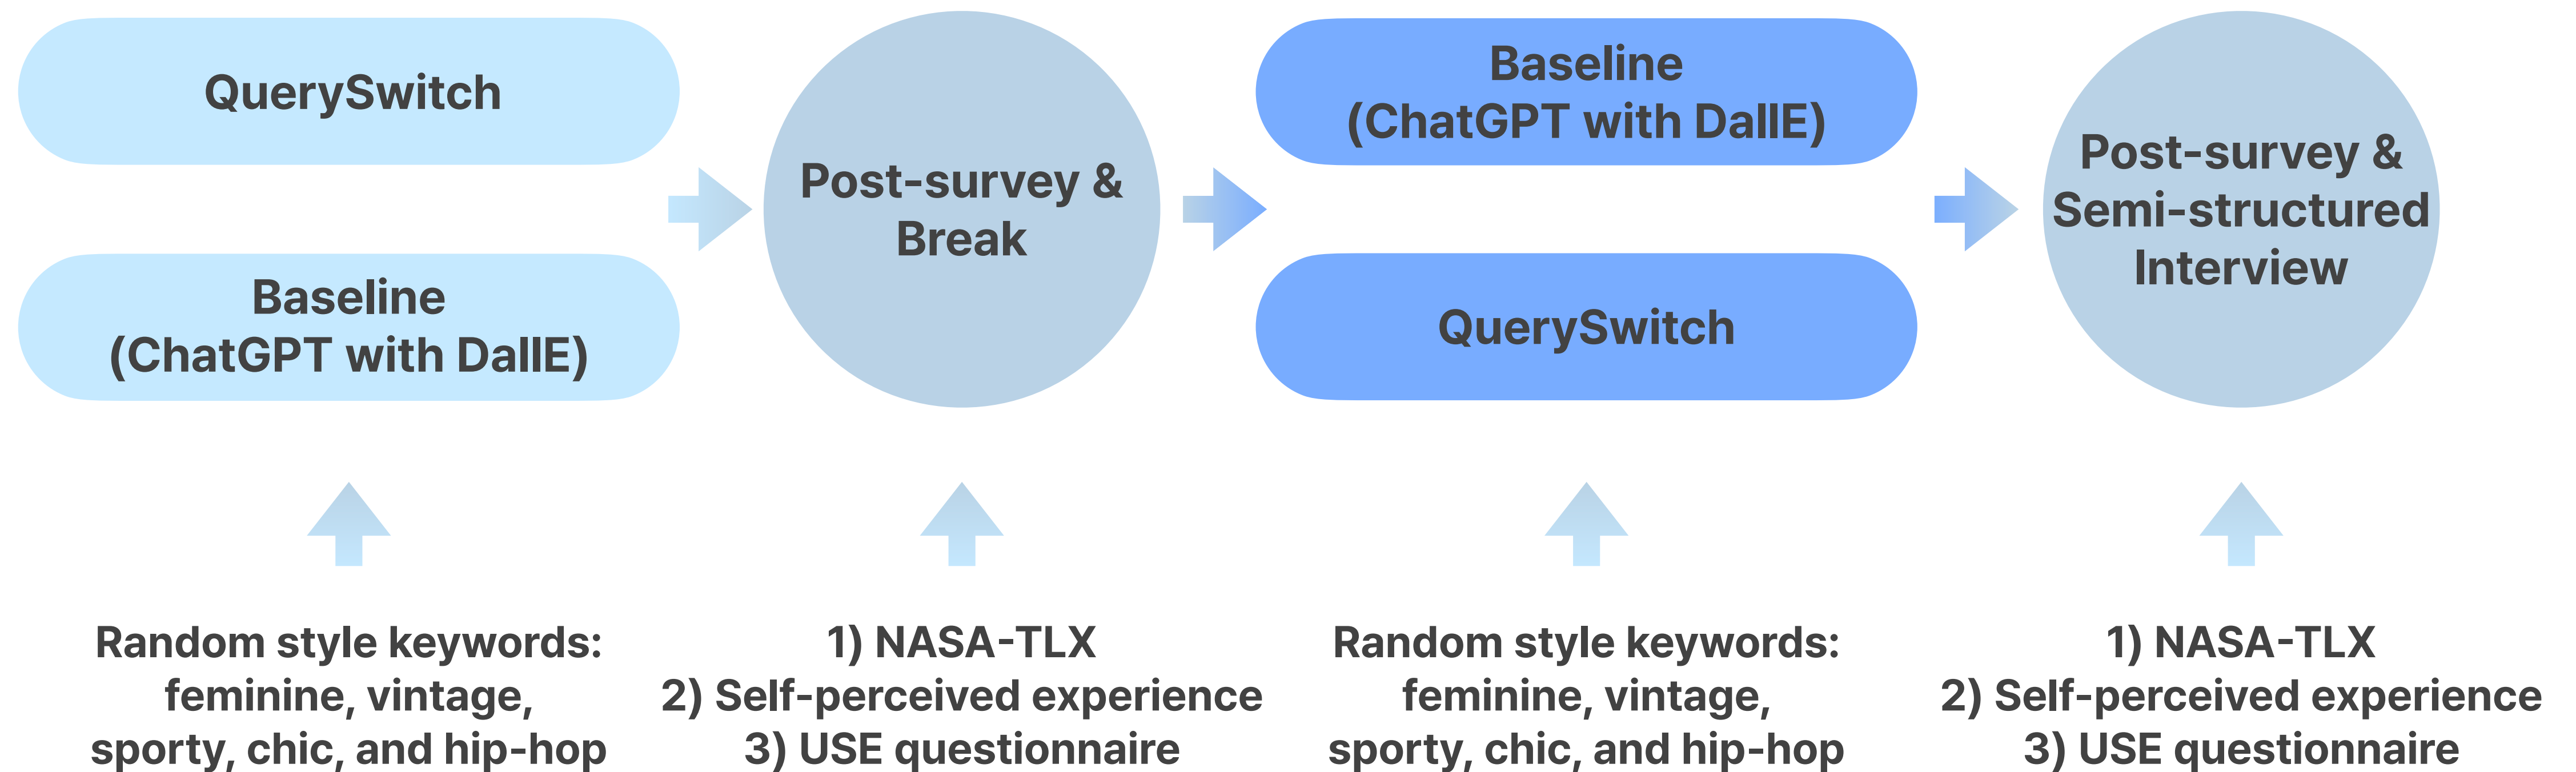 QuerySwitch
Baseline
(ChatGPT with DallE)
Post-survey &
Break
Baseline
(ChatGPT with DallE)
QuerySwitch
Post-survey &
Semi-structured
Interview
Random style keywords:
feminine, vintage,
sporty, chic, and hip-hop
1) NASA-TLX
2) Self-perceived experience
3) USE questionnaire
Random style keywords:
feminine, vintage,
sporty, chic, and hip-hop
1) NASA-TLX
2) Self-perceived experience
3) USE questionnaire